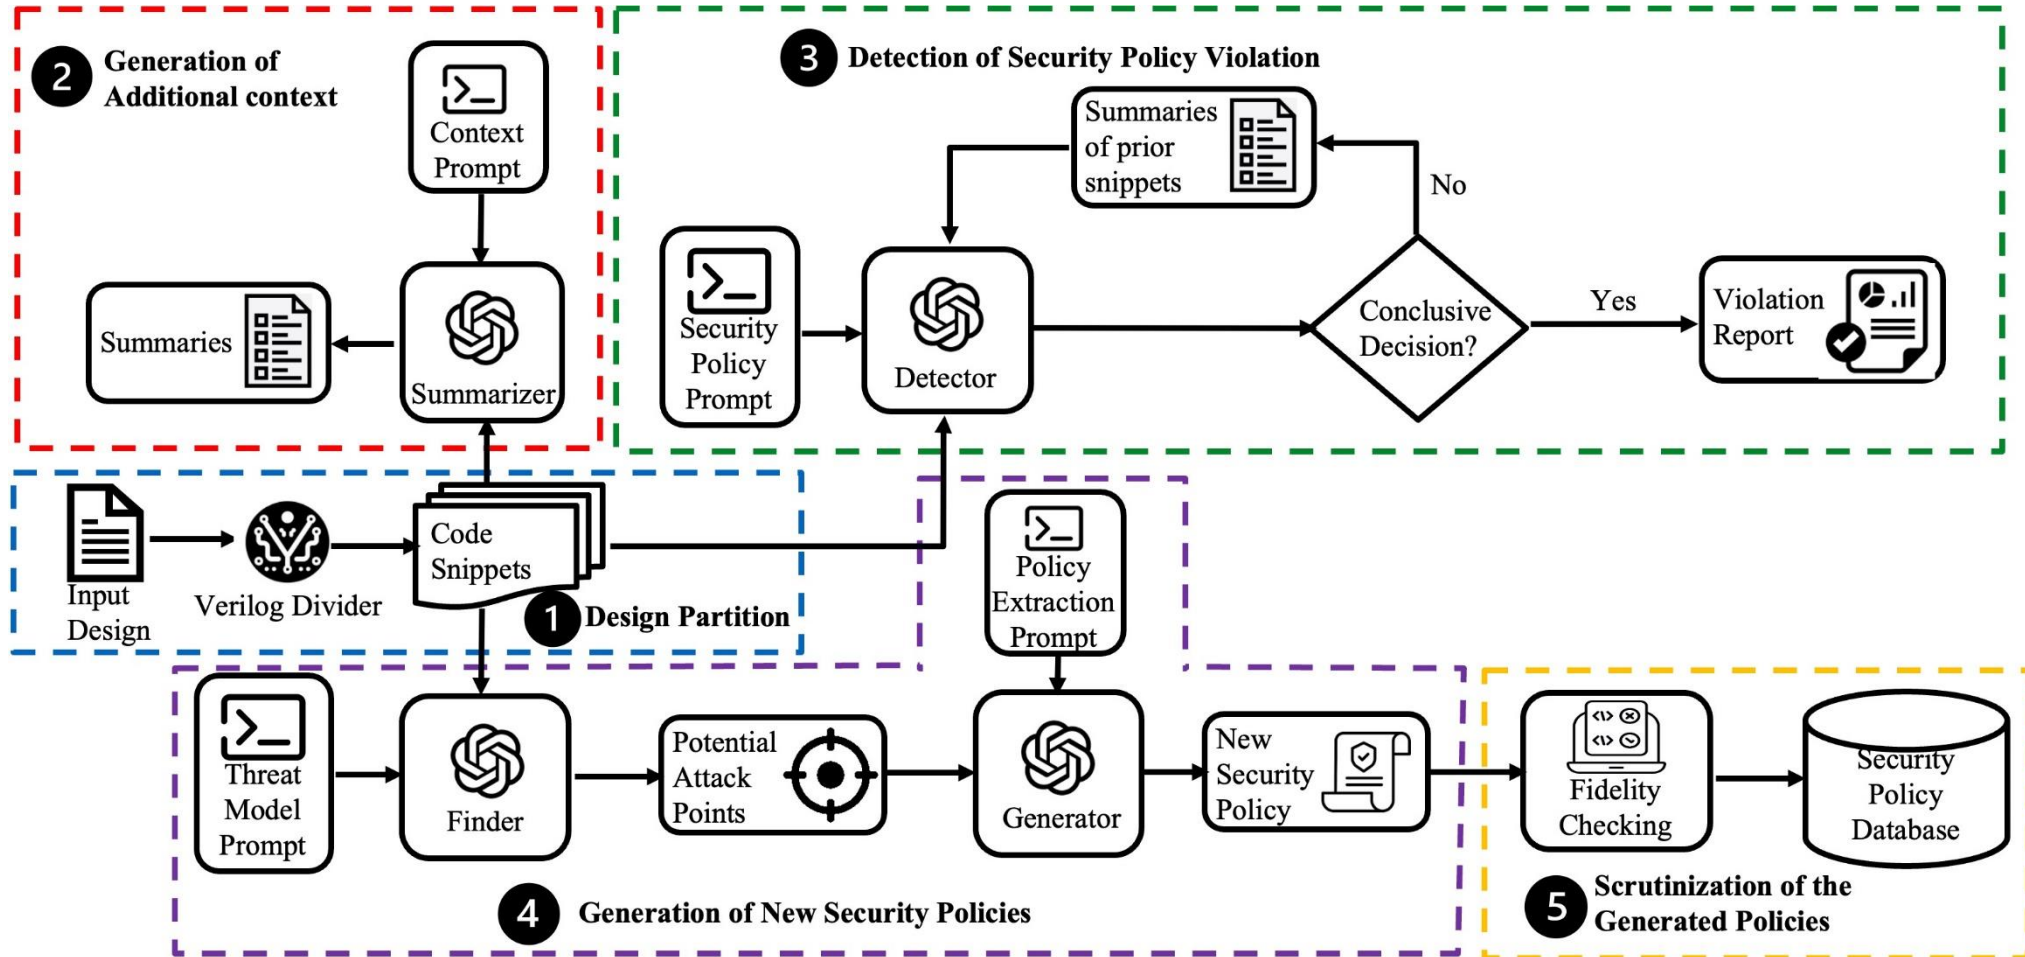 2
Generation of
Additional context
Context
Prompt
Summaries
Summarizer
3
Detection of Security Policy Violation
Summaries
of prior
snippets
No
Security
Policy
Prompt
Detector
Conclusive
Decision?
Yes
Violation
Report
Input
Design
Verilog Divider
Code
Snippets
1
Design Partition
Policy
Extraction
Prompt
Threat
Model
Prompt
Finder
Potential
Attack
Points
Generator
New
Security
Policy
4
Generation of New Security Policies
Fidelity
Checking
Security
Policy
Database
5
Scrutinization of the
Generated Policies